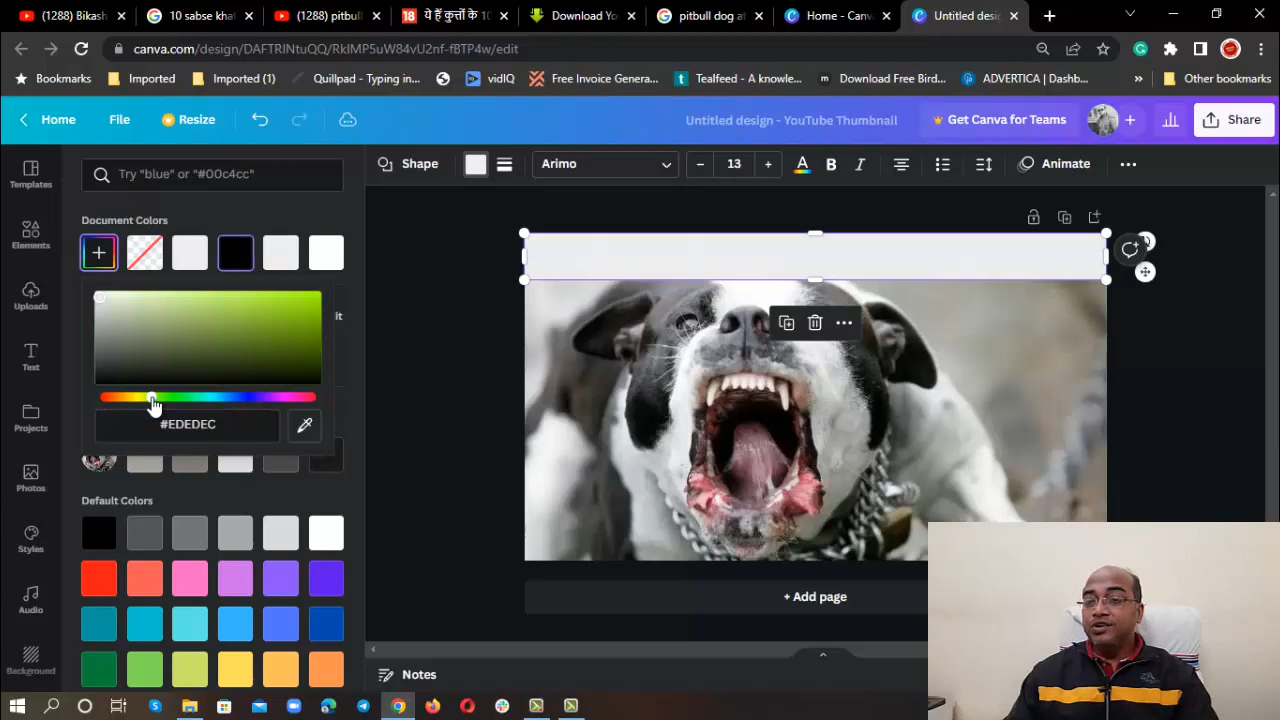 (1288) Bikash
10 sabse khat
(1288) pitbull
ये हैं कुत्तों के 10
Download Yo
pitbull dog at
Home - Canva
Untitled desig
canva.com/design/DAFTRINtuQQ/RkIMP5uW84vU2nf-fBTP4w/edit
Bookmarks
Imported
Imported (1)
Quillpad - Typing in...
vidIQ
Free Invoice Genera...
Tealfeed - A knowle...
Download Free Bird...
ADVERTICA | Dashb...
»
Other bookmarks
Home
File
Resize
Untitled design - YouTube Thumbnail
Get Canva for Teams
Share
Templates
Try "blue" or "#00c4cc"
Shape
Arimo
13
A
B
I
Animate
Document Colors
Elements
Uploads
it
Text
#EDEDEC
Projects
Photos
Default Colors
Styles
Audio
+ Add page
Background
Notes